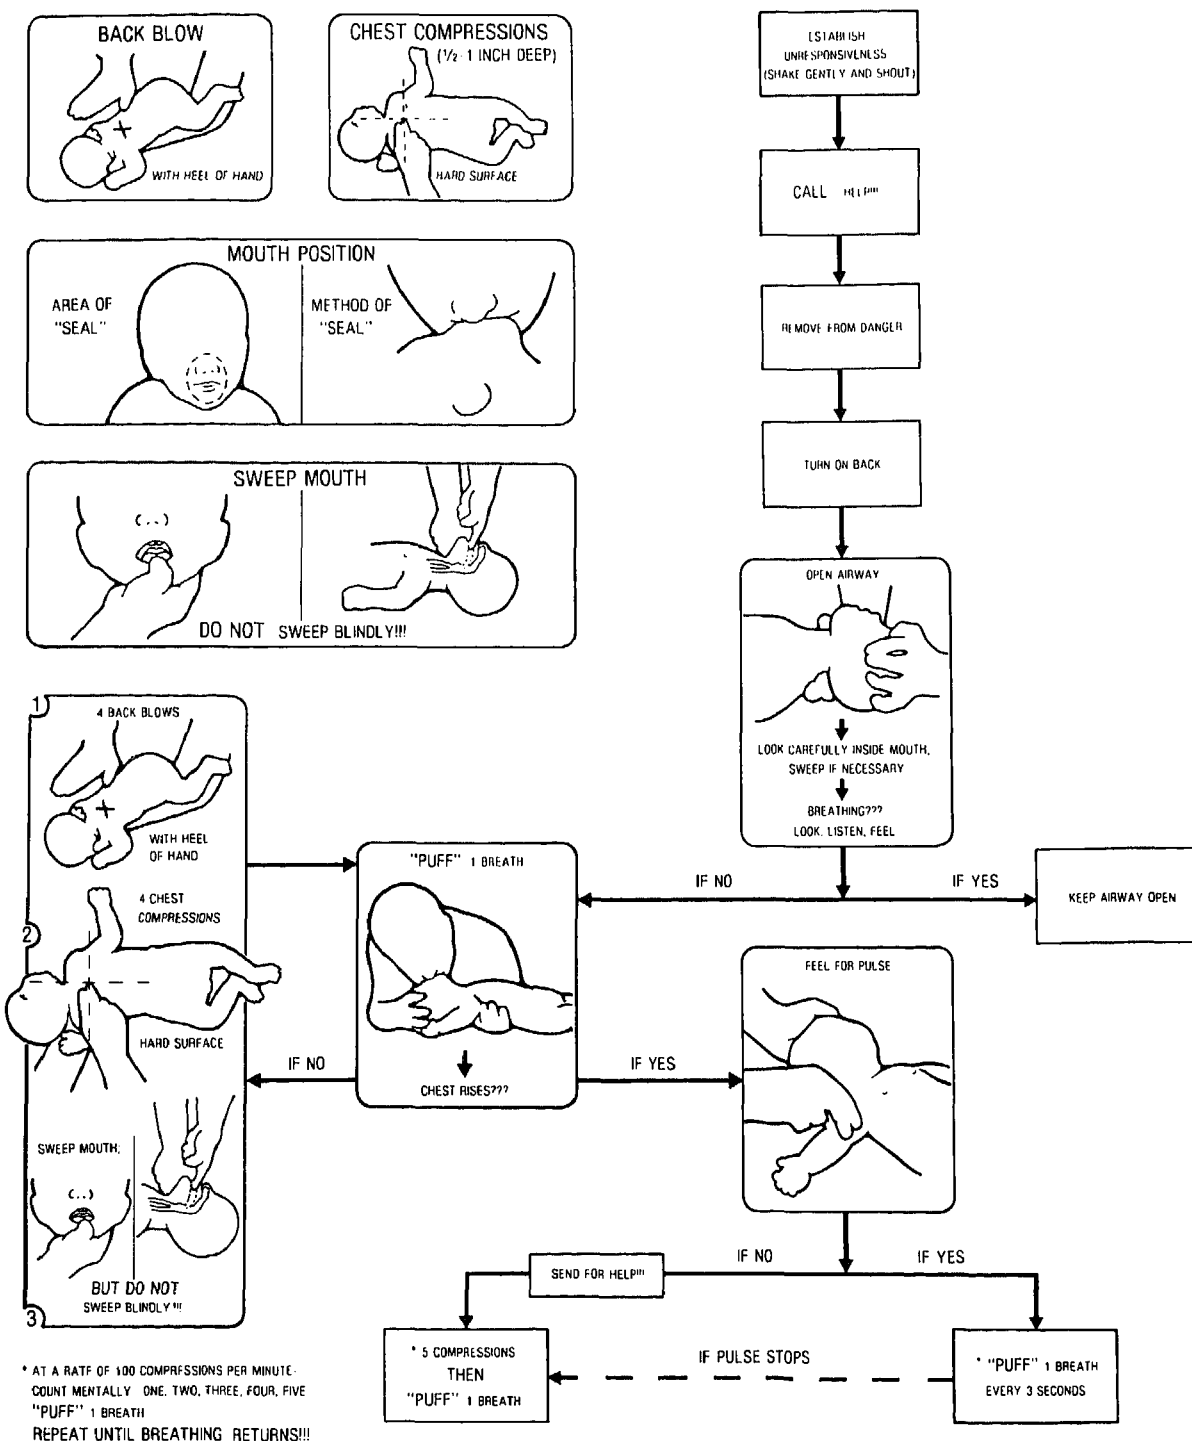 BACK BLOW
WITH HEEL OF HAND
CHEST COMPRESSIONS
(1/2-1 INCH DEEP)
HARD SURFACE
MOUTH POSITION
AREA OF
"SEAL"
METHOD OF
"SEAL"
SWEEP MOUTH
DO NOT SWEEP BLINDLY!!!
ESTABLISH
UNRESPONSIVENESS
(SHAKE GENTLY AND SHOUT)
CALL HELP!!!
REMOVE FROM DANGER
TURN ON BACK
OPEN AIRWAY
LOOK CAREFULLY INSIDE MOUTH,
SWEEP IF NECESSARY
BREATHING???
LOOK, LISTEN, FEEL
IF NO
IF YES
KEEP AIRWAY OPEN
1
4 BACK BLOWS
WITH HEEL
OF HAND
2
4 CHEST
COMPRESSIONS
HARD SURFACE
SWEEP MOUTH;
BUT DO NOT
SWEEP BLINDLY!!!
3
"PUFF" 1 BREATH
CHEST RISES???
IF NO
IF YES
FEEL FOR PULSE
IF NO
IF YES
SEND FOR HELP!!!
* 5 COMPRESSIONS
THEN
"PUFF" 1 BREATH
IF PULSE STOPS
* "PUFF" 1 BREATH
EVERY 3 SECONDS
* AT A RATE OF 100 COMPRESSIONS PER MINUTE-
COUNT MENTALLY ONE, TWO, THREE, FOUR, FIVE
"PUFF" 1 BREATH
REPEAT UNTIL BREATHING RETURNS!!!